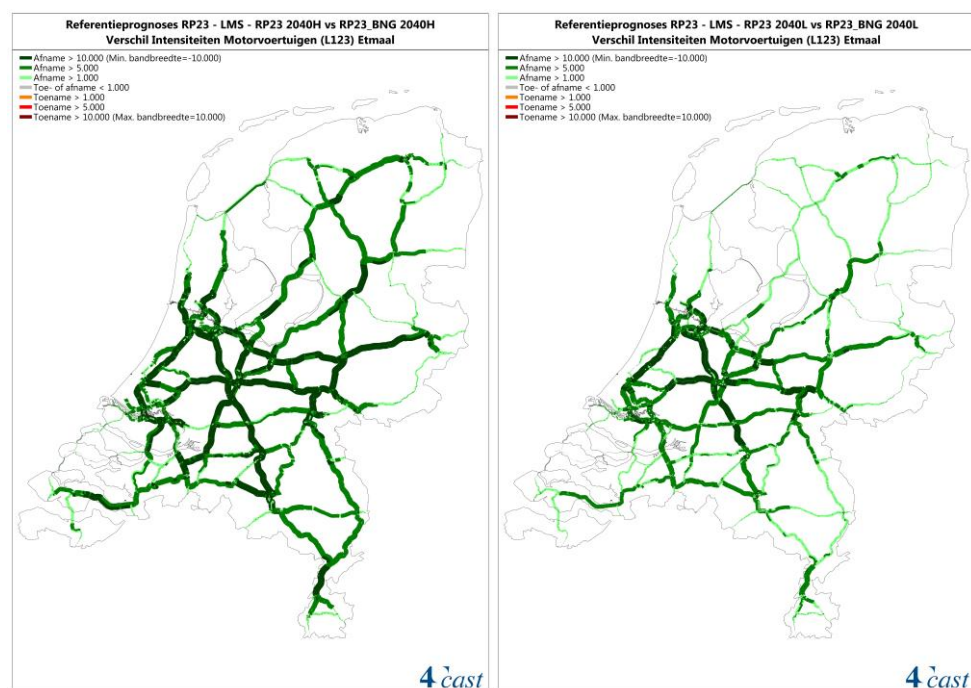 Referentieprognoses RP23 - LMS - RP23 2040H vs RP23_BNG 2040H
Verschil Intensiteiten Motorvoertuigen (L123) Etmaal
Afname > 10.000 (Min. bandbreedte=-10.000)
Afname > 5.000
Afname > 1.000
Toe- of afname < 1.000
Toename > 1.000
Toename > 5.000
Toename > 10.000 (Max. bandbreedte=10.000)
4cast
Referentieprognoses RP23 - LMS - RP23 2040L vs RP23_BNG 2040L
Verschil Intensiteiten Motorvoertuigen (L123) Etmaal
Afname > 10.000 (Min. bandbreedte=-10.000)
Afname > 5.000
Afname > 1.000
Toe- of afname < 1.000
Toename > 1.000
Toename > 5.000
Toename > 10.000 (Max. bandbreedte=10.000)
4cast